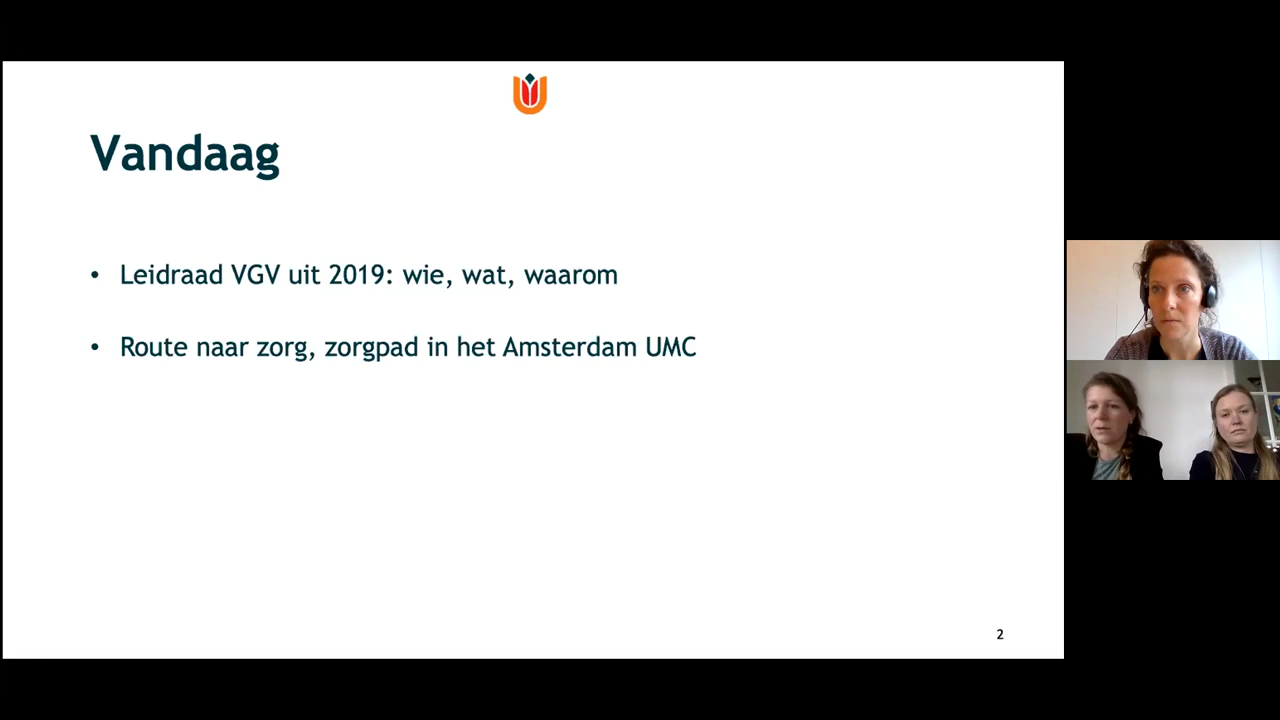 Vandaag
• Leidraad VGV uit 2019: wie, wat, waarom
• Route naar zorg, zorgpad in het Amsterdam UMC
2